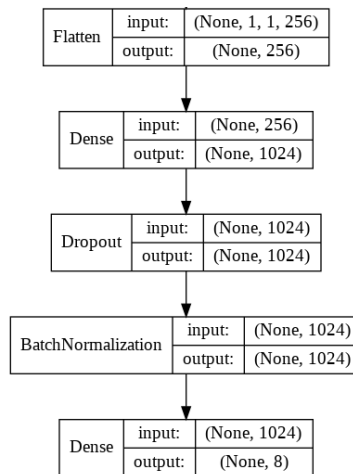 Flatten input: (None, 1, 1, 256)
output: (None, 256)
Dense input: (None, 256)
output: (None, 1024)
Dropout input: (None, 1024)
output: (None, 1024)
BatchNormalization input: (None, 1024)
output: (None, 1024)
Dense input: (None, 1024)
output: (None, 8)